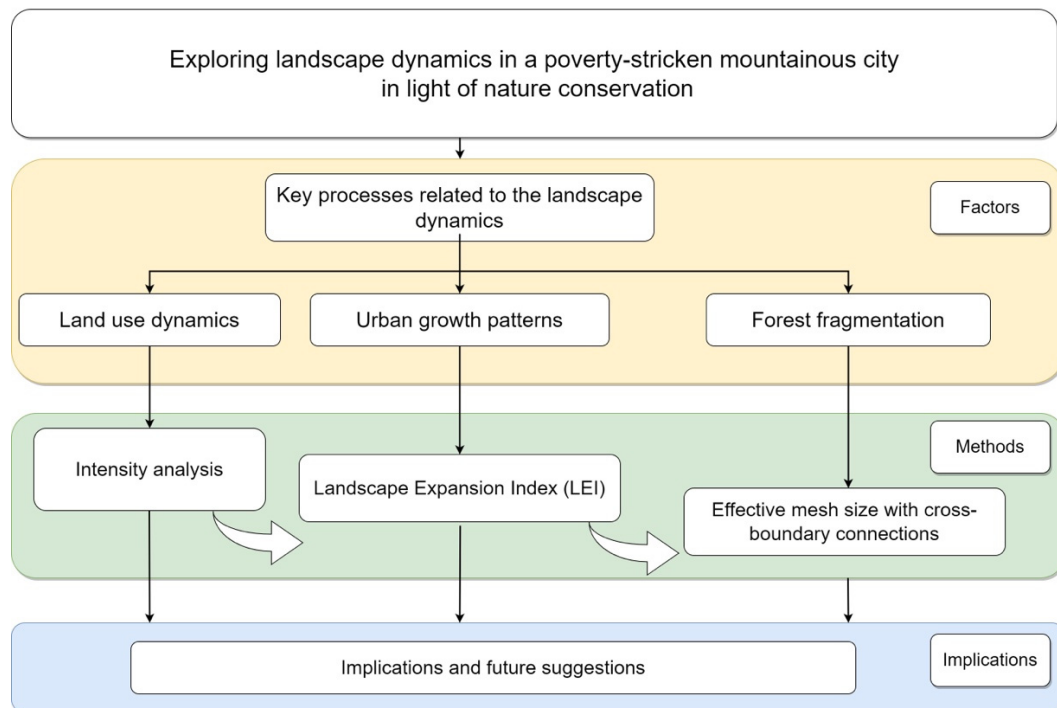 Exploring landscape dynamics in a poverty-stricken mountainous city
in light of nature conservation
Key processes related to the landscape
dynamics
Factors
Land use dynamics
Urban growth patterns
Forest fragmentation
Methods
Intensity analysis
Landscape Expansion Index (LEI)
Effective mesh size with cross-
boundary connections
Implications
Implications and future suggestions